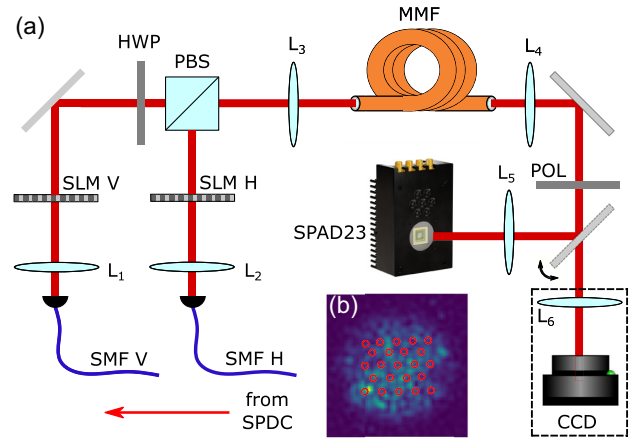 (a)
HWP
PBS
L3
MMF
L4
SLM V
SLM H
SPAD23
L5
POL
L1
L2
(b)
L6
SMF V
SMF H
from
SPDC
CCD